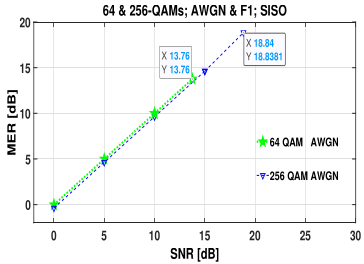 64 & 256-QAMs; AWGN & F1; SISO
20
15
10
5
0
MER [dB]
X 13.76
Y 13.76
X 18.84
Y 18.8381
64 QAM AWGN
256 QAM AWGN
0 5 10 15 20 25 30
SNR [dB]